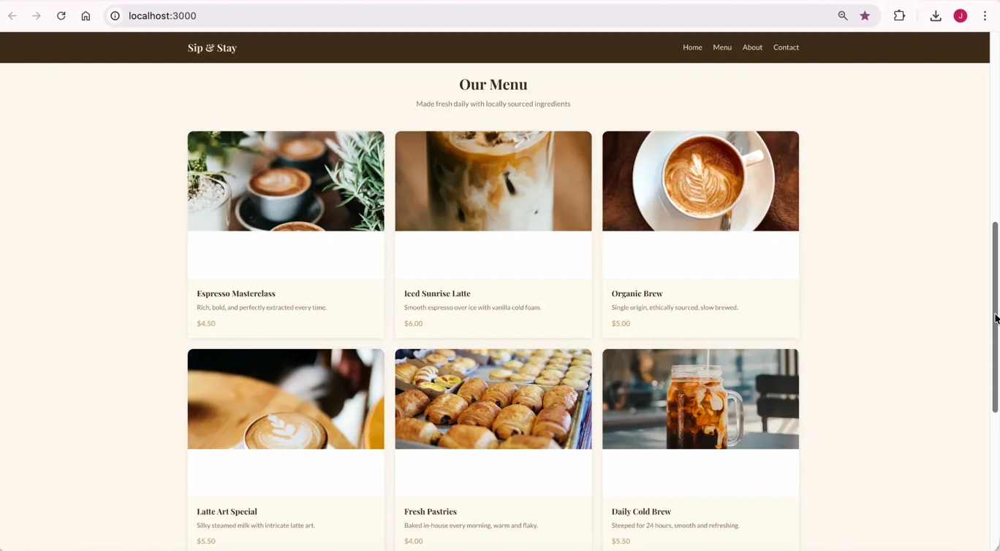 localhost:3000
J
Sip & Stay
Home Menu About Contact
Our Menu
Made fresh daily with locally sourced ingredients
Espresso Masterclass
Rich, bold, and perfectly extracted every time.
$4.50
Iced Sunrise Latte
Smooth espresso over ice with vanilla cold foam.
$6.00
Organic Brew
Single origin, ethically sourced, slow brewed.
$5.00
Latte Art Special
Silky steamed milk with intricate latte art.
$5.50
Fresh Pastries
Baked in-house every morning, warm and flaky.
$4.00
Daily Cold Brew
Steeped for 24 hours, smooth and refreshing.
$5.50